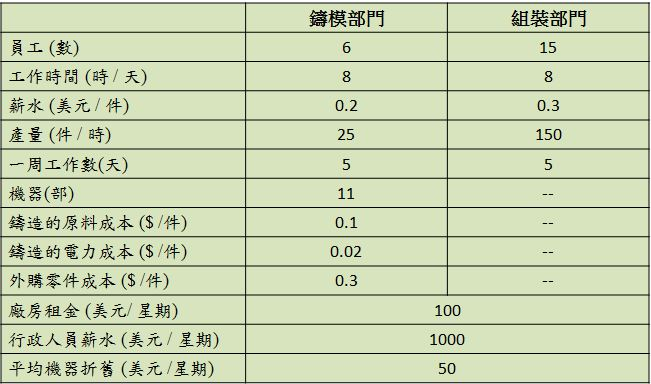 鑄模部門 組裝部門
員工 (數) 6 15
工作時間 (時 / 天) 8 8
薪水 (美元 / 件) 0.2 0.3
產量 (件 / 時) 25 150
一周工作數(天) 5 5
機器(部) 11 --
鑄造的原料成本 ($ /件) 0.1 --
鑄造的電力成本 ($ /件) 0.02 --
外購零件成本 ($ /件) 0.3 --
廠房租金 (美元/ 星期) 100
行政人員薪水 (美元 / 星期) 1000
平均機器折舊 (美元 /星期) 50